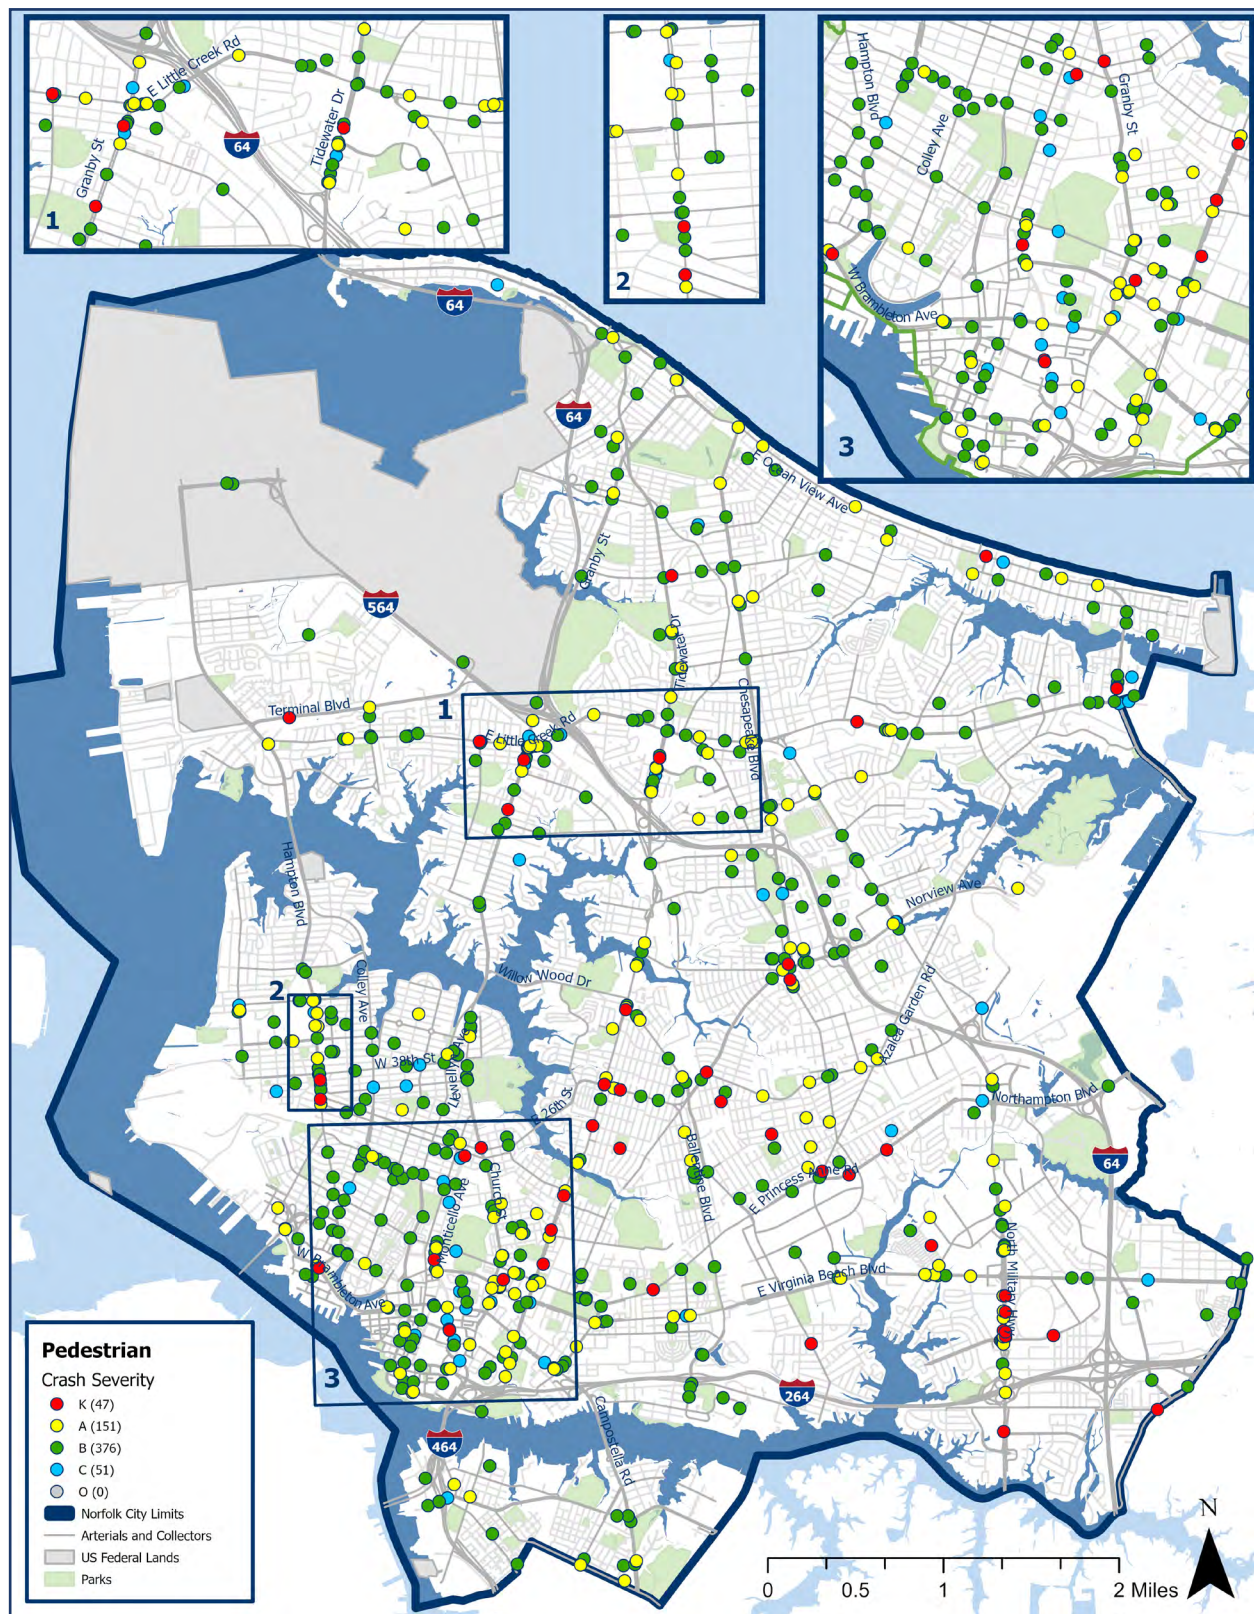 E Little Creek Rd
64
Tidewater Dr
Granby St
1
2
Hampton Blvd
Granby St
Colley Ave
W Brambleton Ave
3
64
64
E Ocean View Ave
Granby St
564
Tidewater Dr
Chesapeake Blvd
Terminal Blvd
1
E Little Creek Rd
Hampton Blvd
Norview Ave
Colley Ave
Willow Wood Dr
2
Azalea Garden Rd
W 38th St
Llewellyn Ave
E 26th St
Northampton Blvd
64
Ballentine Blvd
E Princess Anne Rd
Church St
Monticello Ave
W Brambleton Ave
North Military Hwy
E Virginia Beach Blvd
3
264
Campostella Rd
464
Pedestrian
Crash Severity
K (47)
A (151)
B (376)
C (51)
O (0)
Norfolk City Limits
Arterials and Collectors
US Federal Lands
Parks
N
0 0.5 1 2 Miles